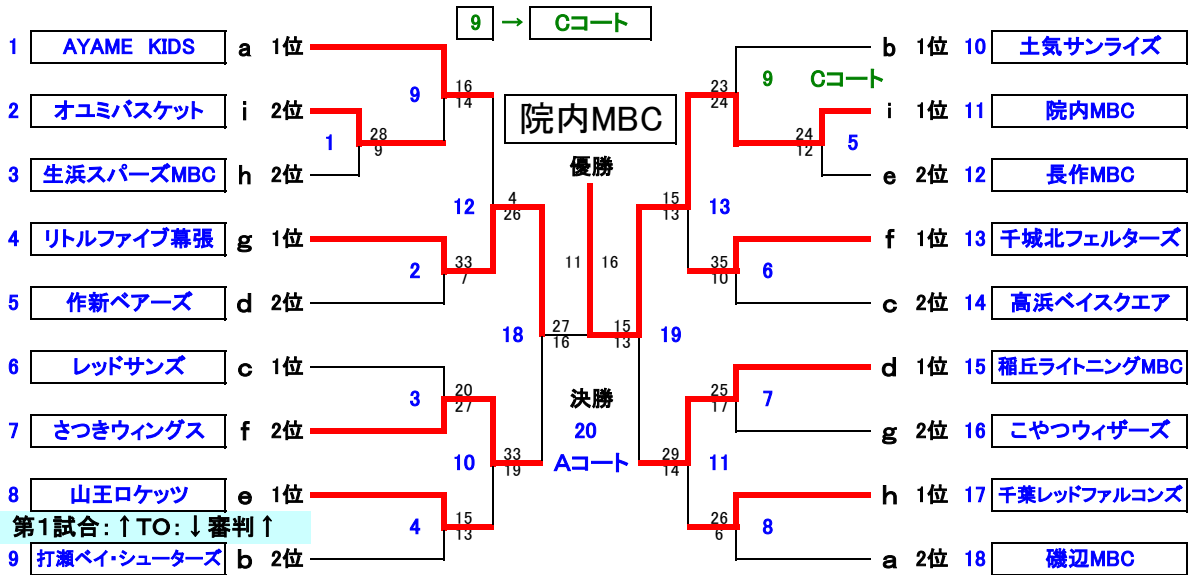 9 → Cコート
1 AYAME KIDS a 1位
2 オユミバスケット i 2位
3 生浜スパーズMBC h 2位
4 リトルファイブ幕張 g 1位
5 作新ベアーズ d 2位
6 レッドサンズ c 1位
7 さつきウィングス f 2位
8 山王ロケッツ e 1位
第1試合:↑TO:↓審判↑
9 打瀬ベイ・シューターズ b 2位
9
16
14
1
28
9
12
4
26
2
33
7
18
27
16
3
20
27
10
33
19
4
15
13
院内MBC
優勝
11 16
決勝
20
Aコート
b 1位 10 土気サンライズ
i 1位 11 院内MBC
e 2位 12 長作MBC
f 1位 13 千城北フェルターズ
c 2位 14 高浜ベイスクエア
d 1位 15 稲丘ライトニングMBC
g 2位 16 こやつウィザーズ
h 1位 17 千葉レッドファルコンズ
a 2位 18 磯辺MBC
9 Cコート
23
24
24
12
5
15
13
13
35
10
6
15
13
19
25
17
7
29
14
11
26
6
8